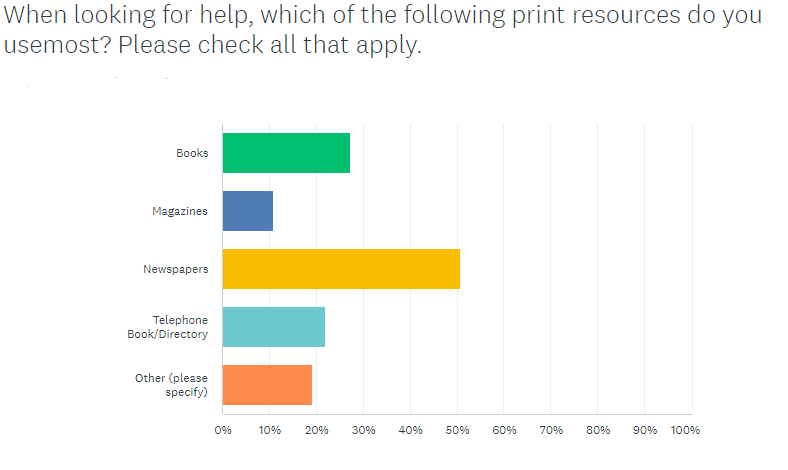 When looking for help, which of the following print resources do you
usemost? Please check all that apply.
Books
Magazines
Newspapers
Telephone
Book/Directory
Other (please
specify)
0% 10% 20% 30% 40% 50% 60% 70% 80% 90% 100%